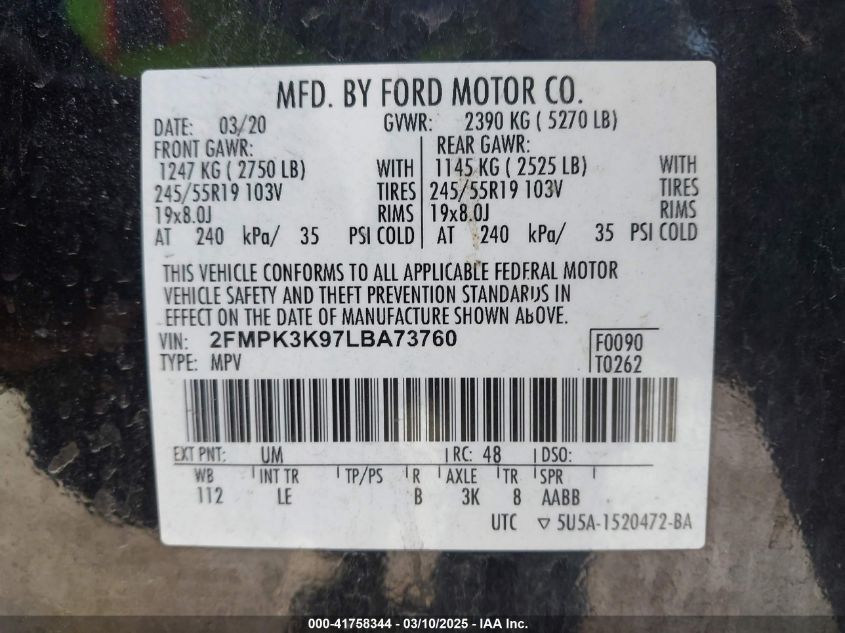 MFD. BY FORD MOTOR CO.
DATE: 03/20 GVWR: 2390 KG ( 5270 LB)
FRONT GAWR: REAR GAWR:
1247 KG ( 2750 LB) WITH 1145 KG ( 2525 LB) WITH
245/55R19 103V TIRES 245/55R19 103V TIRES
19x8.0J RIMS 19x8.0J RIMS
AT 240 kPa/ 35 PSI COLD AT 240 kPa/ 35 PSI COLD
THIS VEHICLE CONFORMS TO ALL APPLICABLE FEDERAL MOTOR
VEHICLE SAFETY AND THEFT PREVENTION STANDARDS IN
EFFECT ON THE DATE OF MANUFACTURE SHOWN ABOVE.
VIN: 2FMPK3K97LBA73760 F0090
TYPE: MPV T0262
EXT PNT: UM RC: 48 DSO:
WB INT TR TP/PS R AXLE TR SPR
112 LE B 3K 8 AABB
UTC ▽ 5U5A-1520472-BA
000-41758344 - 03/10/2025 - IAAI Inc.